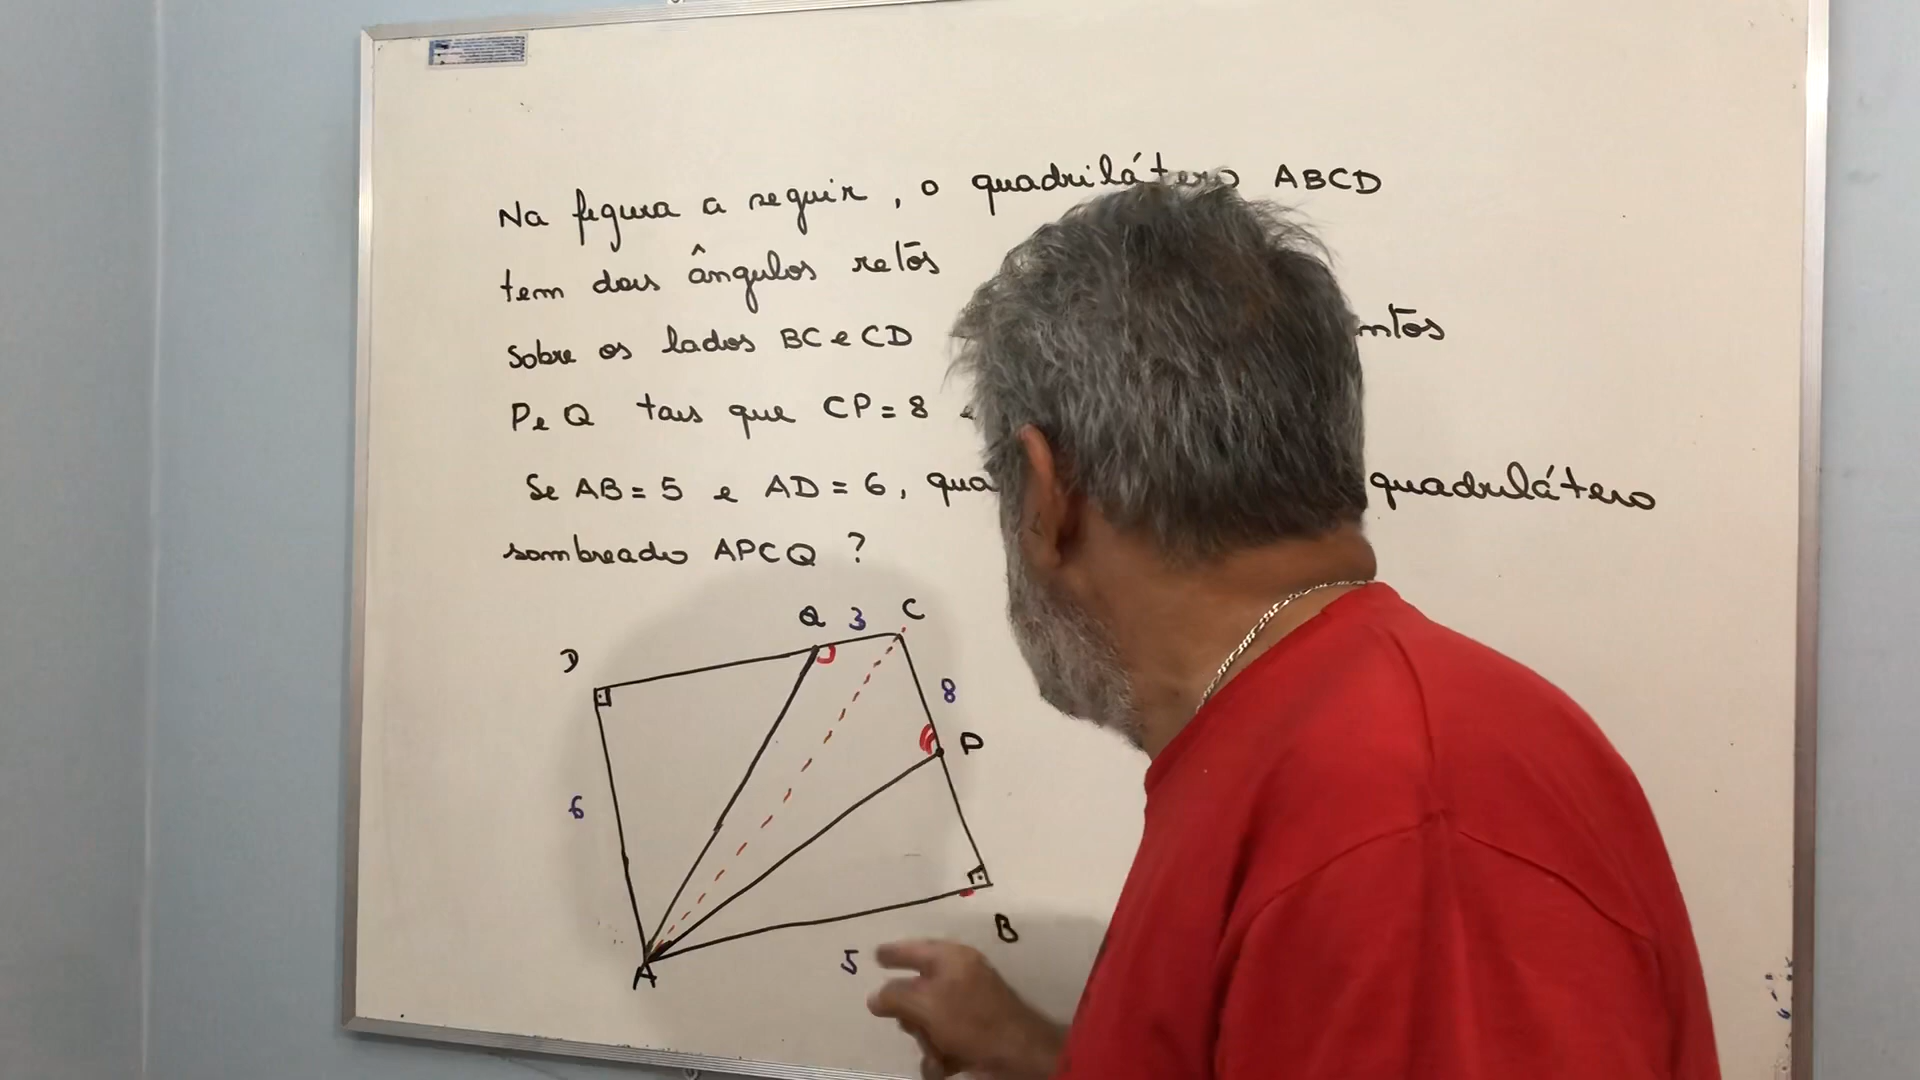 Na figura a seguir, o quadrilátero ABCD
tem dois ângulos retos
Sobre os lados BC e CD
P e Q tais que CP = 8 e
Se AB = 5 e AD = 6, quadrilátero
sombreado APCQ ?
Q 3 C
D
8
P
6
B
5
A